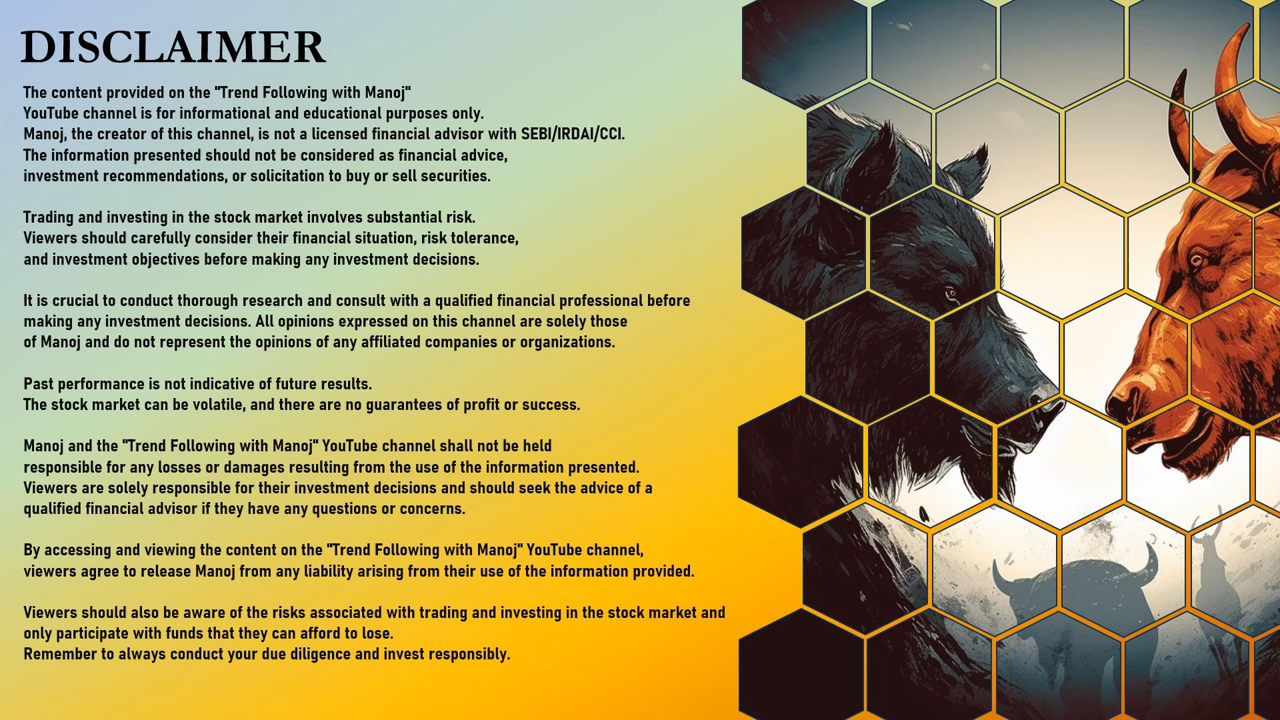 DISCLAIMER
The content provided on the "Trend Following with Manoj"
YouTube channel is for informational and educational purposes only.
Manoj, the creator of this channel, is not a licensed financial advisor with SEBI/IRDAI/CCI.
The information presented should not be considered as financial advice,
investment recommendations, or solicitation to buy or sell securities.
Trading and investing in the stock market involves substantial risk.
Viewers should carefully consider their financial situation, risk tolerance,
and investment objectives before making any investment decisions.
It is crucial to conduct thorough research and consult with a qualified financial professional before
making any investment decisions. All opinions expressed on this channel are solely those
of Manoj and do not represent the opinions of any affiliated companies or organizations.
Past performance is not indicative of future results.
The stock market can be volatile, and there are no guarantees of profit or success.
Manoj and the "Trend Following with Manoj" YouTube channel shall not be held
responsible for any losses or damages resulting from the use of the information presented.
Viewers are solely responsible for their investment decisions and should seek the advice of a
qualified financial advisor if they have any questions or concerns.
By accessing and viewing the content on the "Trend Following with Manoj" YouTube channel,
viewers agree to release Manoj from any liability arising from their use of the information provided.
Viewers should also be aware of the risks associated with trading and investing in the stock market and
only participate with funds that they can afford to lose.
Remember to always conduct your due diligence and invest responsibly.